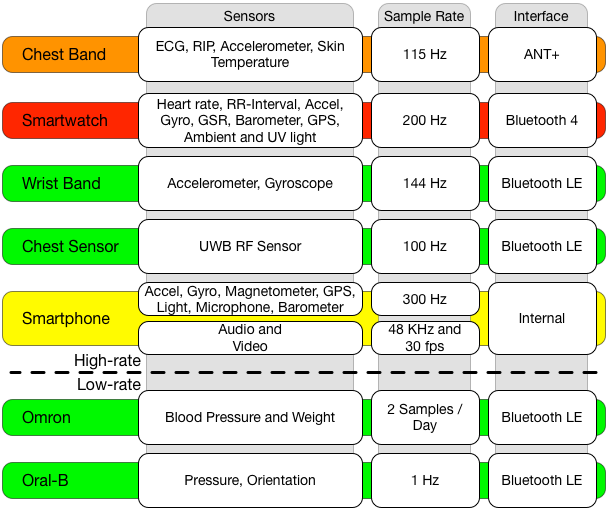 Sensors
Sample Rate
Interface
Chest Band
ECG, RIP, Accelerometer, Skin
Temperature
115 Hz
ANT+
Smartwatch
Heart rate, RR-Interval, Accel,
Gyro, GSR, Barometer, GPS,
Ambient and UV light
200 Hz
Bluetooth 4
Wrist Band
Accelerometer, Gyroscope
144 Hz
Bluetooth LE
Chest Sensor
UWB RF Sensor
100 Hz
Bluetooth LE
Smartphone
Accel, Gyro, Magnetometer, GPS,
Light, Microphone, Barometer
300 Hz
Audio and
Video
48 KHz and
30 fps
Internal
High-rate
Low-rate
Omron
Blood Pressure and Weight
2 Samples /
Day
Bluetooth LE
Oral-B
Pressure, Orientation
1 Hz
Bluetooth LE